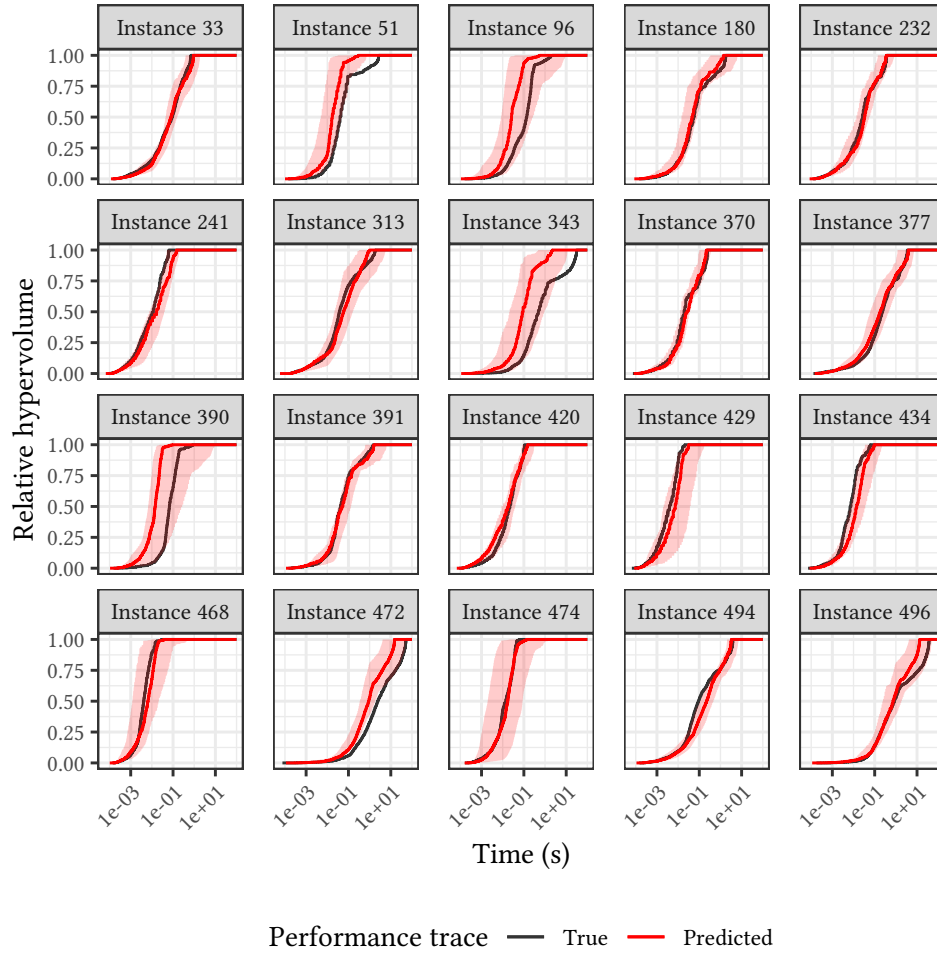 Instance 33 Instance 51 Instance 96 Instance 180 Instance 232
1.00
0.75
0.50
0.25
0.00
Instance 241 Instance 313 Instance 343 Instance 370 Instance 377
1.00
0.75
0.50
0.25
0.00
Relative hypervolume
Instance 390 Instance 391 Instance 420 Instance 429 Instance 434
1.00
0.75
0.50
0.25
0.00
Instance 468 Instance 472 Instance 474 Instance 494 Instance 496
1.00
0.75
0.50
0.25
0.00
1e−03 1e−01 1e+01 1e−03 1e−01 1e+01 1e−03 1e−01 1e+01 1e−03 1e−01 1e+01 1e−03 1e−01 1e+01
Time (s)
Performance trace True Predicted